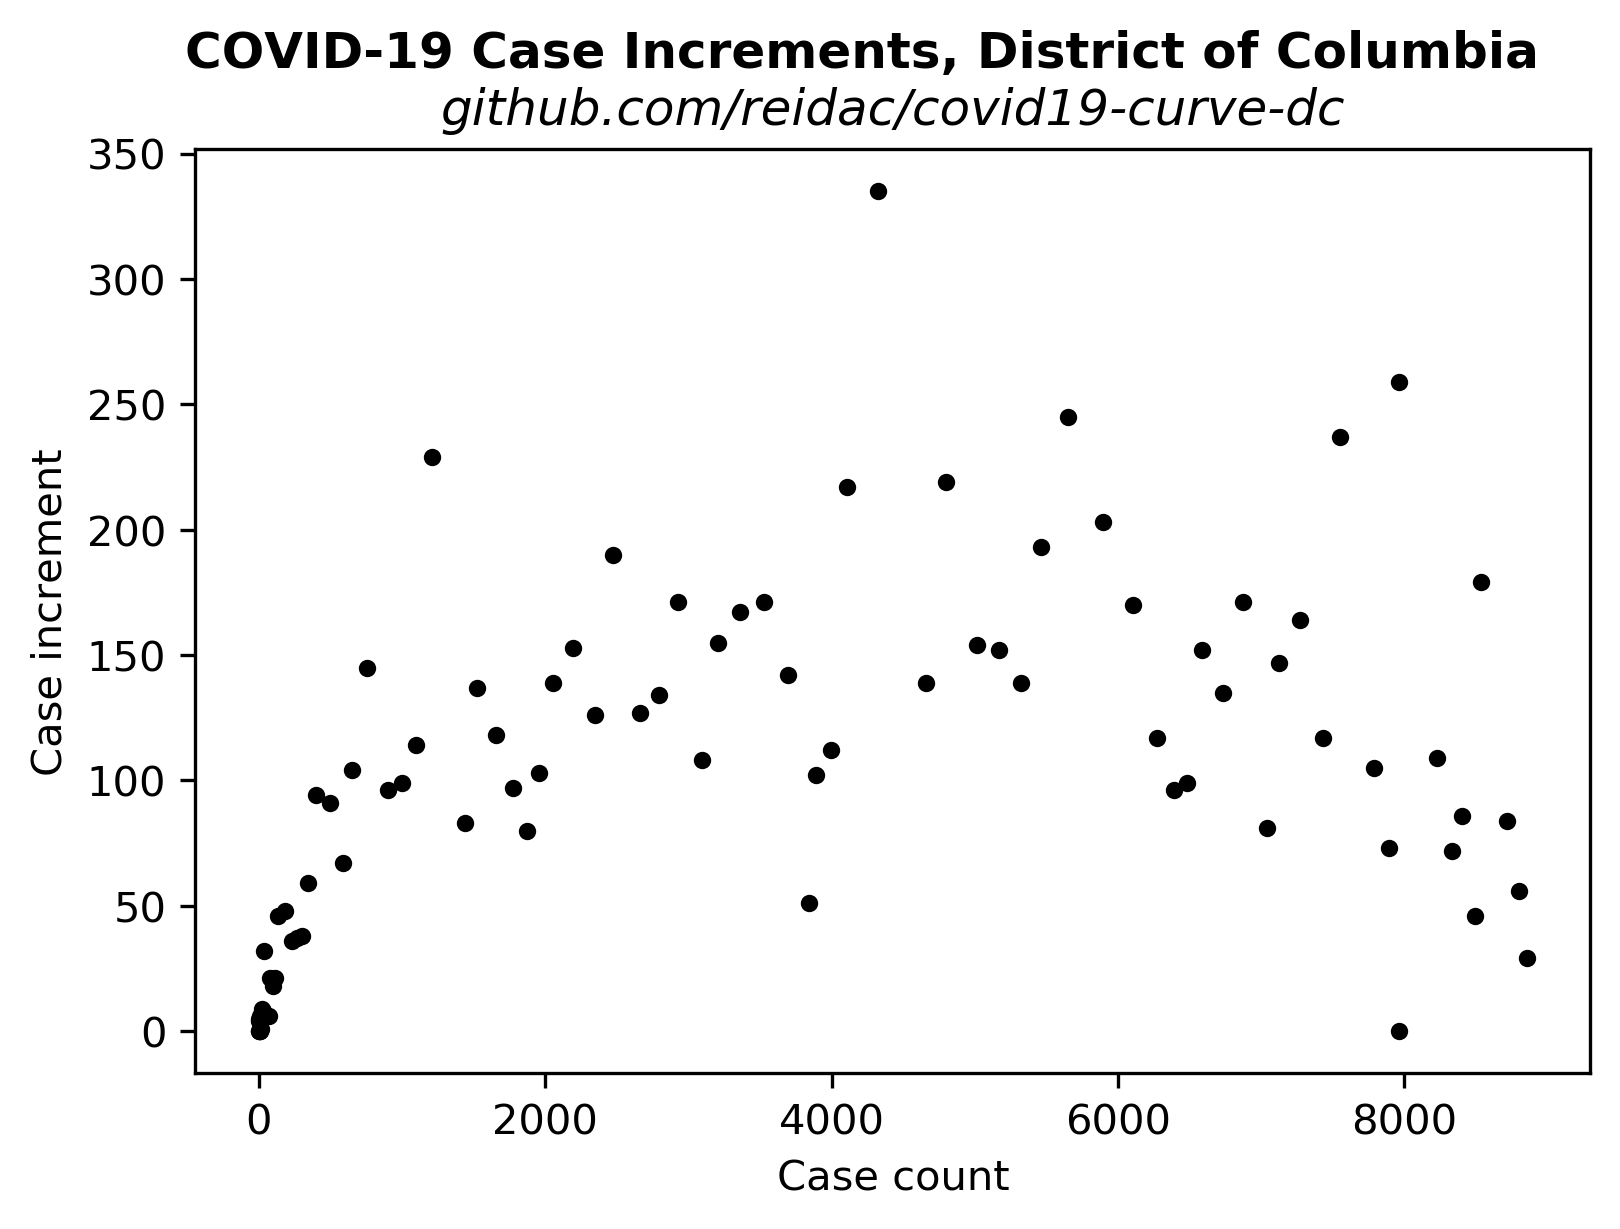 COVID-19 Case Increments, District of Columbia
github.com/reidac/covid19-curve-dc
350
300
250
200
150
100
50
0
Case increment
0 2000 4000 6000 8000
Case count